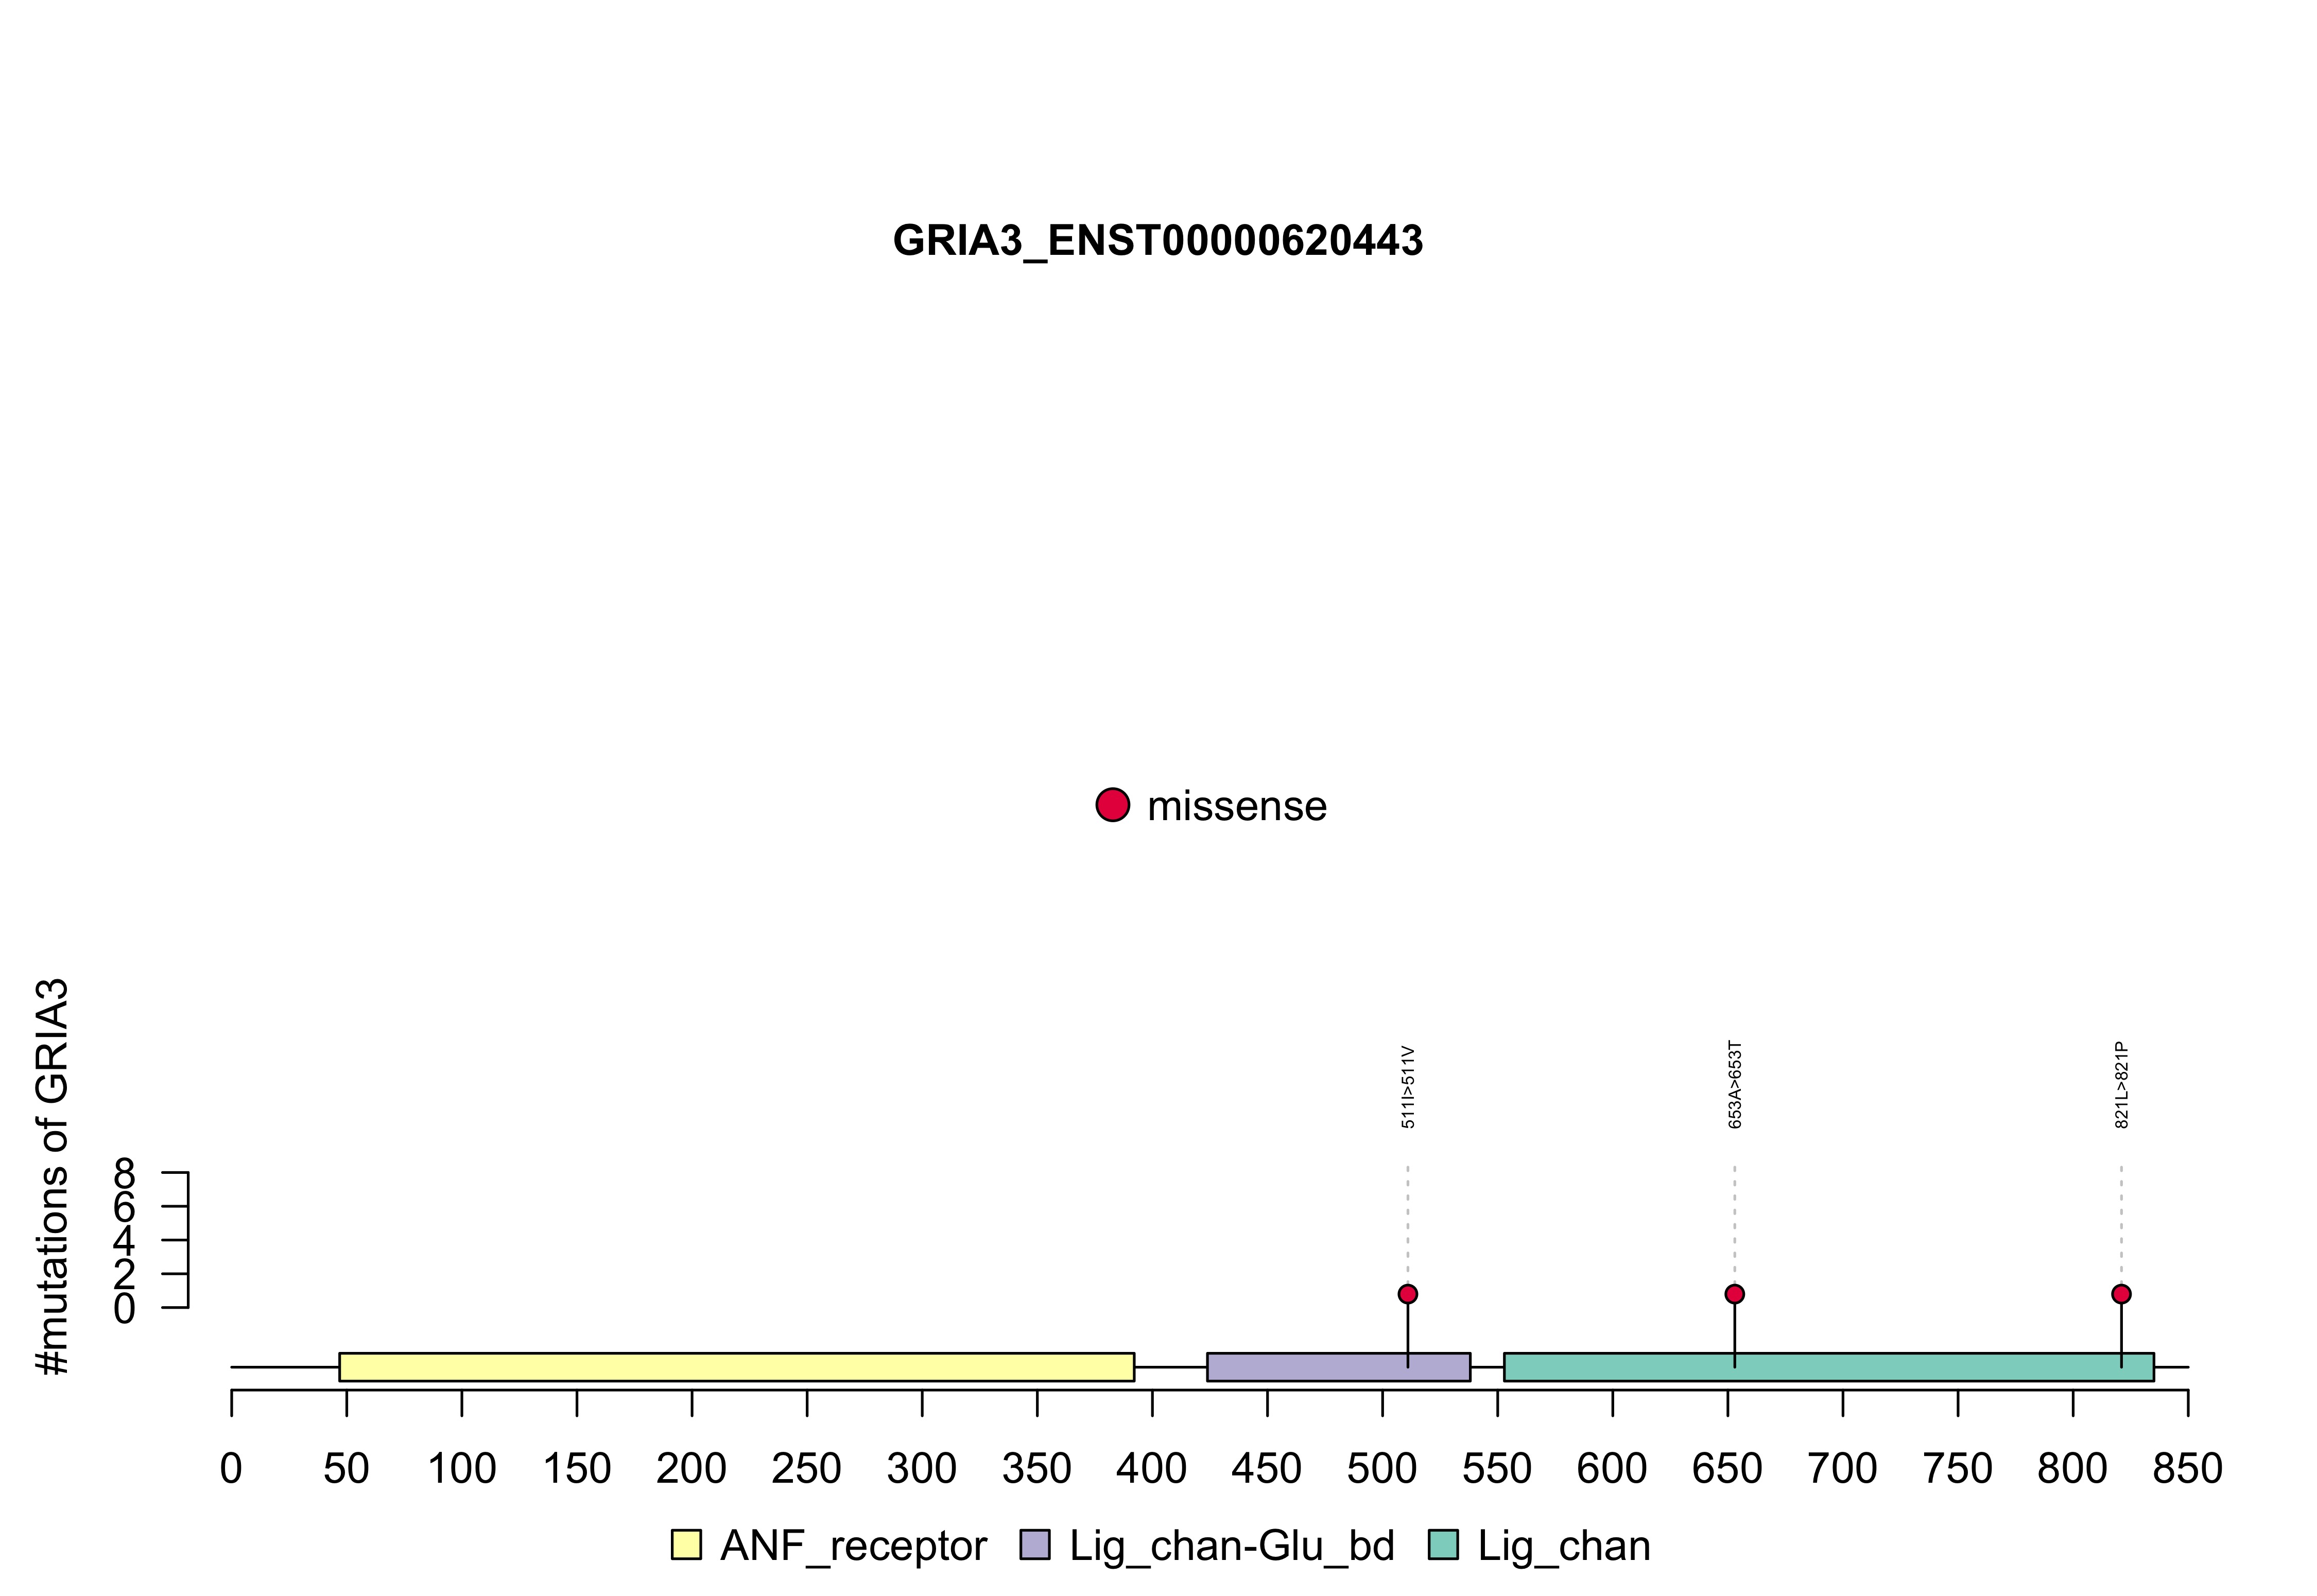 GRIA3_ENST00000620443
missense
#mutations of GRIA3
511I>511V
653A>653T
821L>821P
8
6
4
2
0
0 50 100 150 200 250 300 350 400 450 500 550 600 650 700 750 800 850
ANF_receptor Lig_chan-Glu_bd Lig_chan